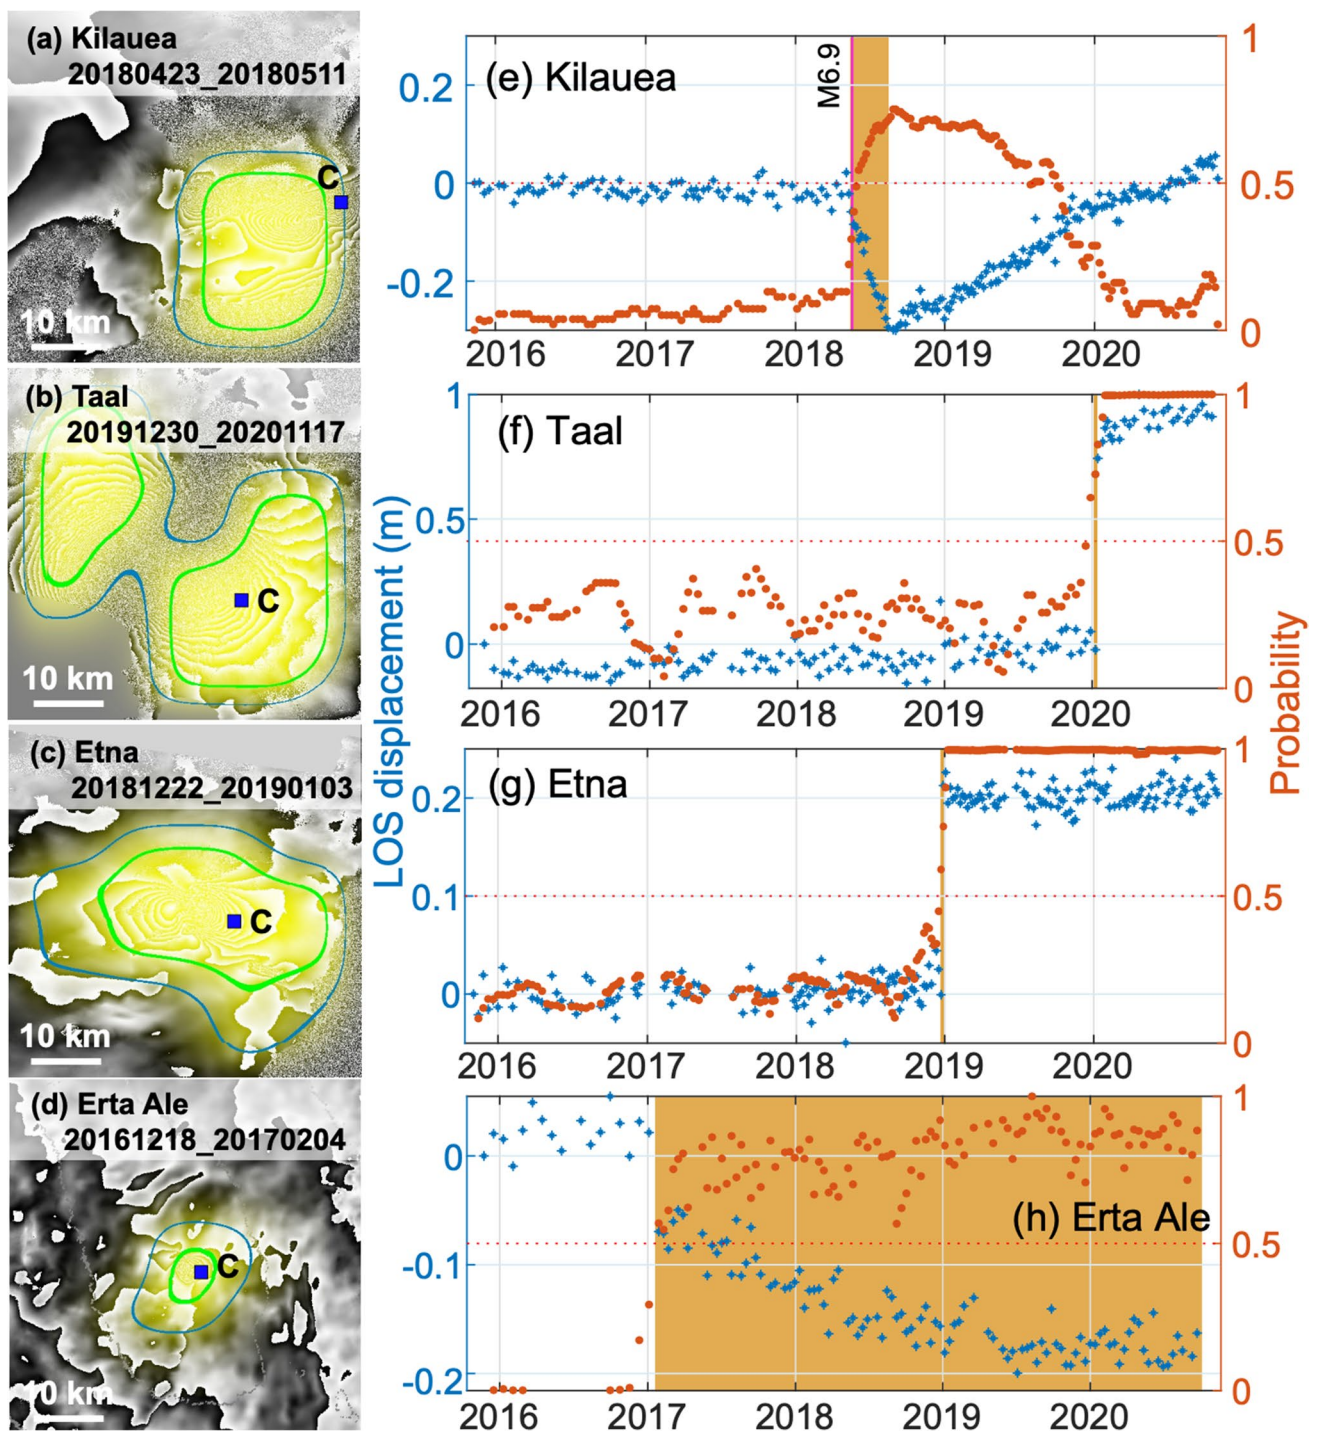 (a) Kilauea
20180423_20180511
C
10 km
(b) Taal
20191230_20201117
C
10 km
(c) Etna
20181222_20190103
C
10 km
(d) Erta Ale
20161218_20170204
C
10 km
LOS displacement (m)
Probability
(e) Kilauea
M6.9
0.2
0
-0.2
1
0.5
0
2016 2017 2018 2019 2020
(f) Taal
1
0.5
0
1
0.5
0
2016 2017 2018 2019 2020
(g) Etna
0.2
0.1
0
1
0.5
0
2016 2017 2018 2019 2020
(h) Erta Ale
0
-0.1
-0.2
1
0.5
0
2016 2017 2018 2019 2020